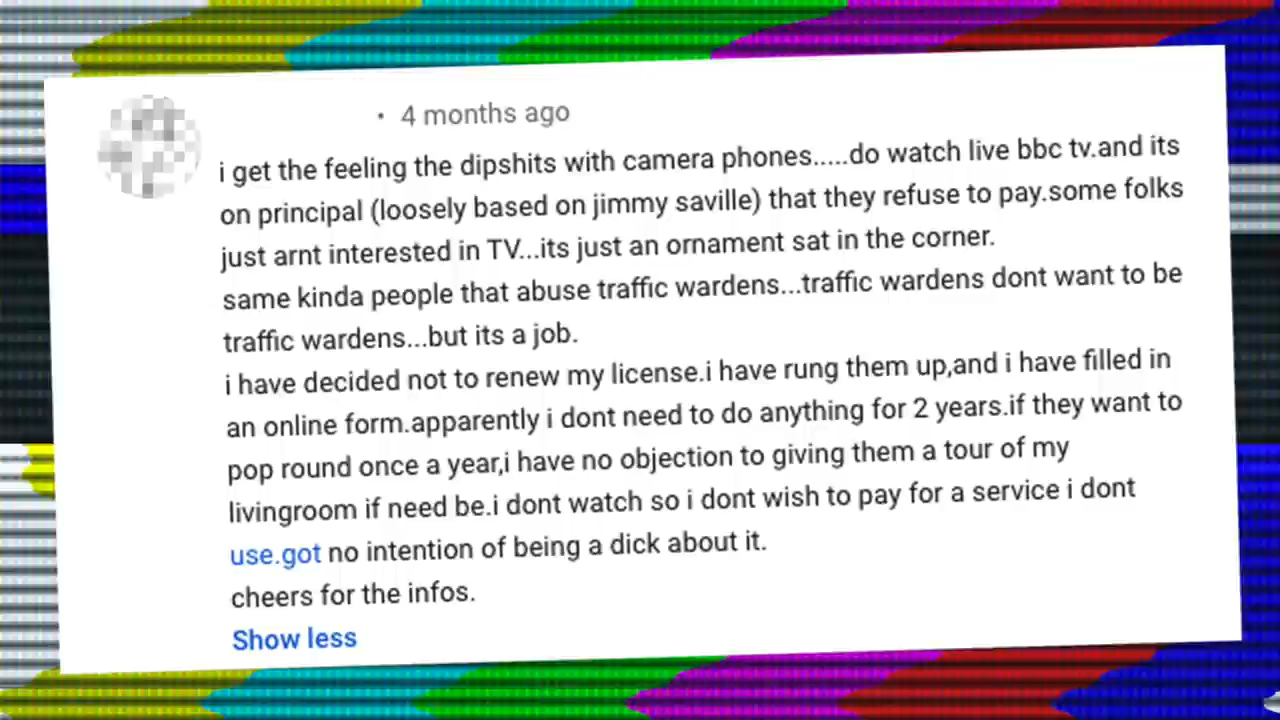 · 4 months ago
i get the feeling the dipshits with camera phones.....do watch live bbc tv.and its
on principal (loosely based on jimmy saville) that they refuse to pay.some folks
just arnt interested in TV...its just an ornament sat in the corner.
same kinda people that abuse traffic wardens...traffic wardens dont want to be
traffic wardens...but its a job.
i have decided not to renew my license.i have rung them up,and i have filled in
an online form.apparently i dont need to do anything for 2 years.if they want to
pop round once a year,i have no objection to giving them a tour of my
livingroom if need be.i dont watch so i dont wish to pay for a service i dont
use.got no intention of being a dick about it.
cheers for the infos.
Show less